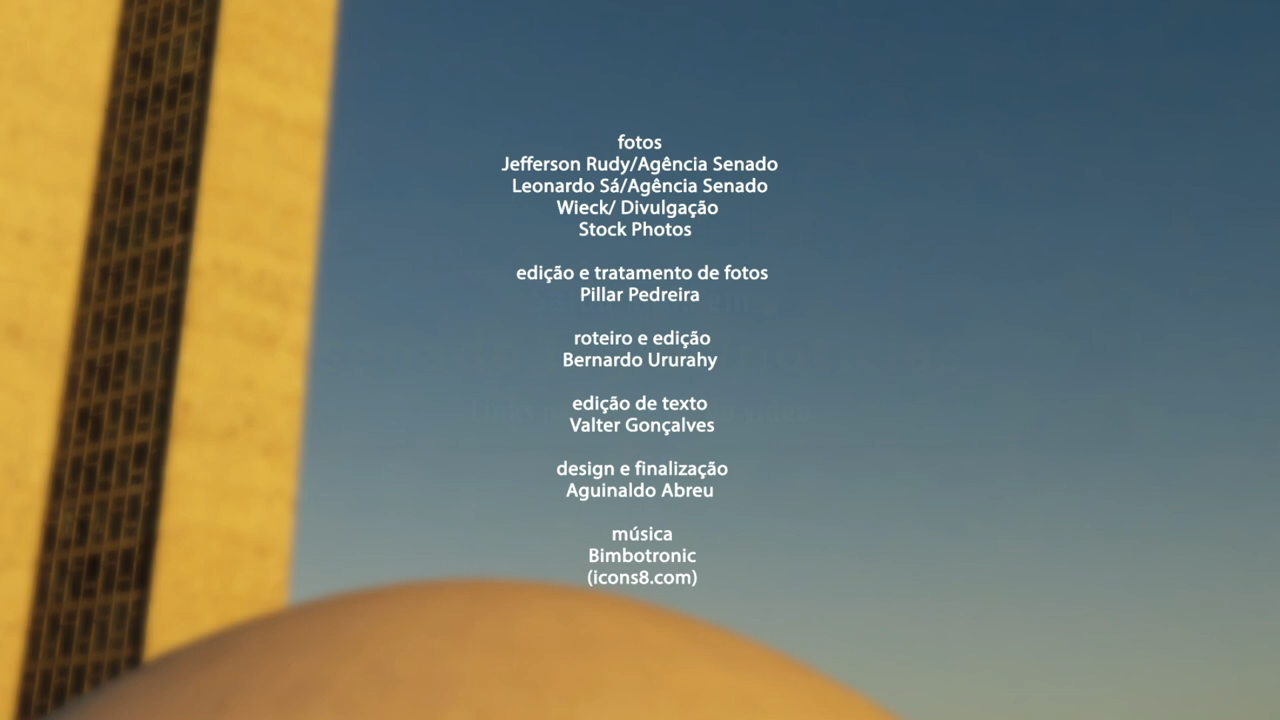 fotos
Jefferson Rudy/Agência Senado
Leonardo Sá/Agência Senado
Wieck/ Divulgação
Stock Photos
edição e tratamento de fotos
Pillar Pedreira
roteiro e edição
Bernardo Ururahy
edição de texto
Valter Gonçalves
design e finalização
Aguinaldo Abreu
música
Bimbotronic
(icons8.com)